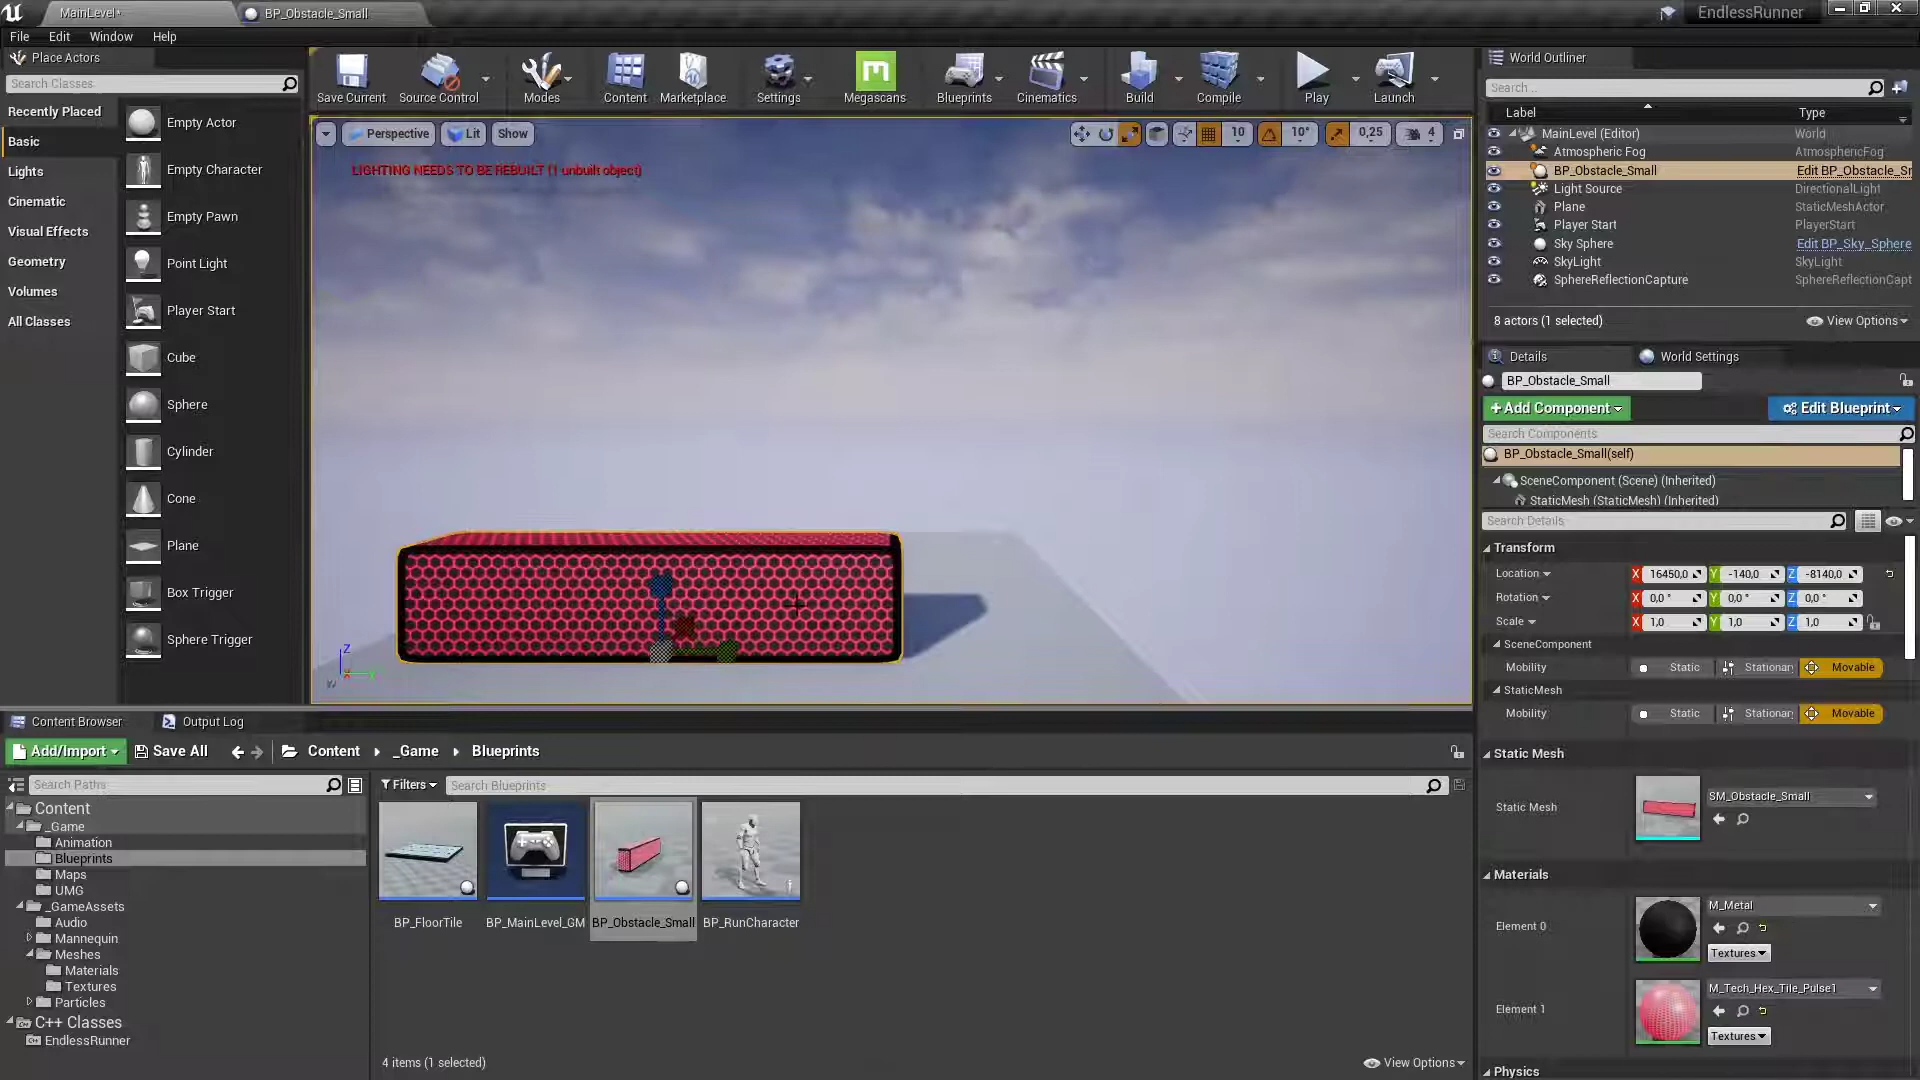 MainLevel*
BP_Obstacle_Small
EndlessRunner
File
Edit
Window
Help
Place Actors
Search Classes
Recently Placed
Basic
Lights
Cinematic
Visual Effects
Geometry
Volumes
All Classes
Empty Actor
Empty Character
Empty Pawn
Point Light
Player Start
Cube
Sphere
Cylinder
Cone
Plane
Box Trigger
Sphere Trigger
Save Current
Source Control
Modes
Content
Marketplace
Settings
Megascans
Blueprints
Cinematics
Build
Compile
Play
Launch
Perspective
Lit
Show
10
10°
0,25
4
LIGHTING NEEDS TO BE REBUILT (1 unbuilt object)
Z
World Outliner
Search...
Label
Type
MainLevel (Editor)
World
Atmospheric Fog
AtmosphericFog
BP_Obstacle_Small
Edit BP_Obstacle_Sr
Light Source
DirectionalLight
Plane
StaticMeshActor
Player Start
PlayerStart
Sky Sphere
Edit BP_Sky_Sphere
SkyLight
SkyLight
SphereReflectionCapture
SphereReflectionCapt
8 actors (1 selected)
View Options
Details
World Settings
BP_Obstacle_Small
+Add Component
Edit Blueprint
Search Components
BP_Obstacle_Small(self)
SceneComponent (Scene) (Inherited)
StaticMesh (StaticMesh) (Inherited)
Search Details
Transform
Location
X 16450,0
Y -140,0
Z -8140,0
Rotation
X 0,0 °
Y 0,0 °
Z 0,0 °
Scale
X 1,0
Y 1,0
Z 1,0
SceneComponent
Mobility
Static
Stationar
Movable
StaticMesh
Mobility
Static
Stationar
Movable
Static Mesh
Static Mesh
SM_Obstacle_Small
Materials
Element 0
M_Metal
Textures
Element 1
M_Tech_Hex_Tile_Pulse1
Textures
Physics
Content Browser
Output Log
Add/Import
Save All
Content
_Game
Blueprints
Search Paths
Filters
Search Blueprints
Content
_Game
Animation
Blueprints
Maps
UMG
_GameAssets
Audio
Mannequin
Meshes
Materials
Textures
Particles
C++ Classes
EndlessRunner
BP_FloorTile
BP_MainLevel_GM
BP_Obstacle_Small
BP_RunCharacter
4 items (1 selected)
View Options